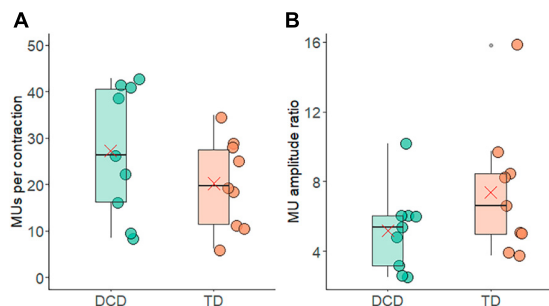 A
MUs per contraction
50
40
30
20
10
0
DCD
TD
B
MU amplitude ratio
16
12
8
4
DCD
TD